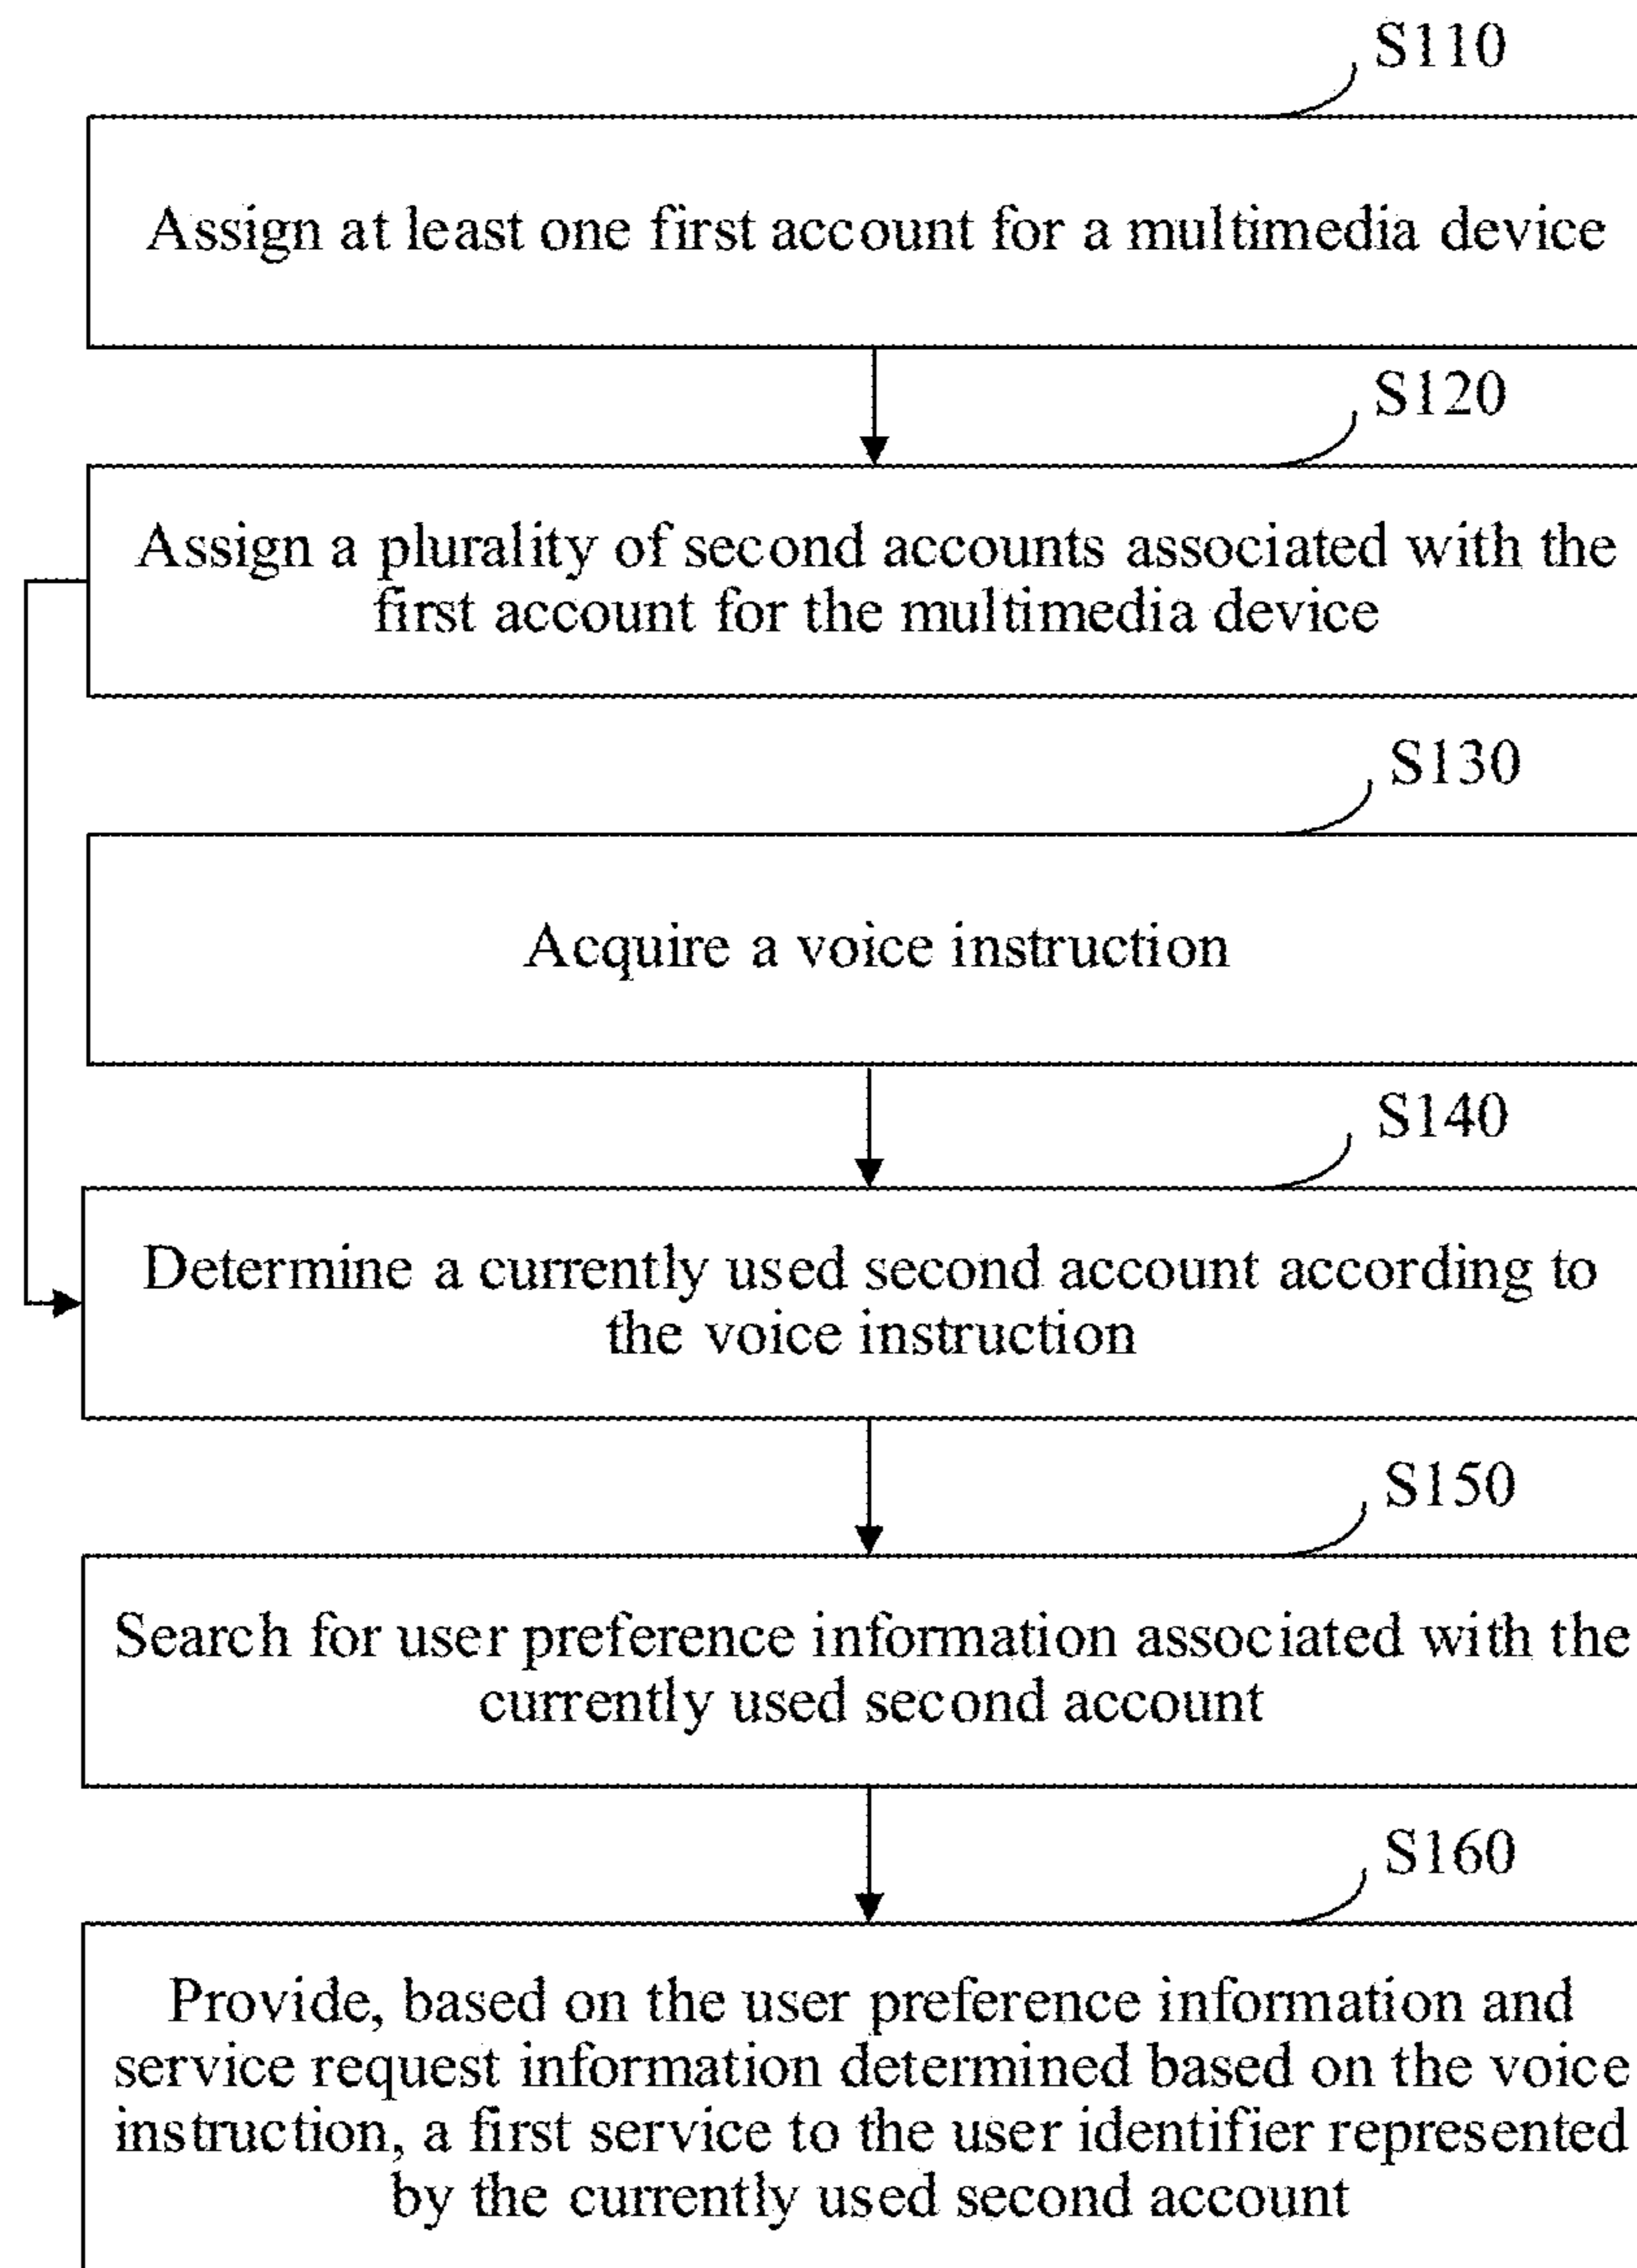 S110
Assign at least one first account for a multimedia device
S120
Assign a plurality of second accounts associated with the
first account for the multimedia device
S130
Acquire a voice instruction
S140
Determine a currently used second account according to
the voice instruction
S150
Search for user preference information associated with the
currently used second account
S160
Provide, based on the user preference information and
service request information determined based on the voice
instruction, a first service to the user identifier represented
by the currently used second account